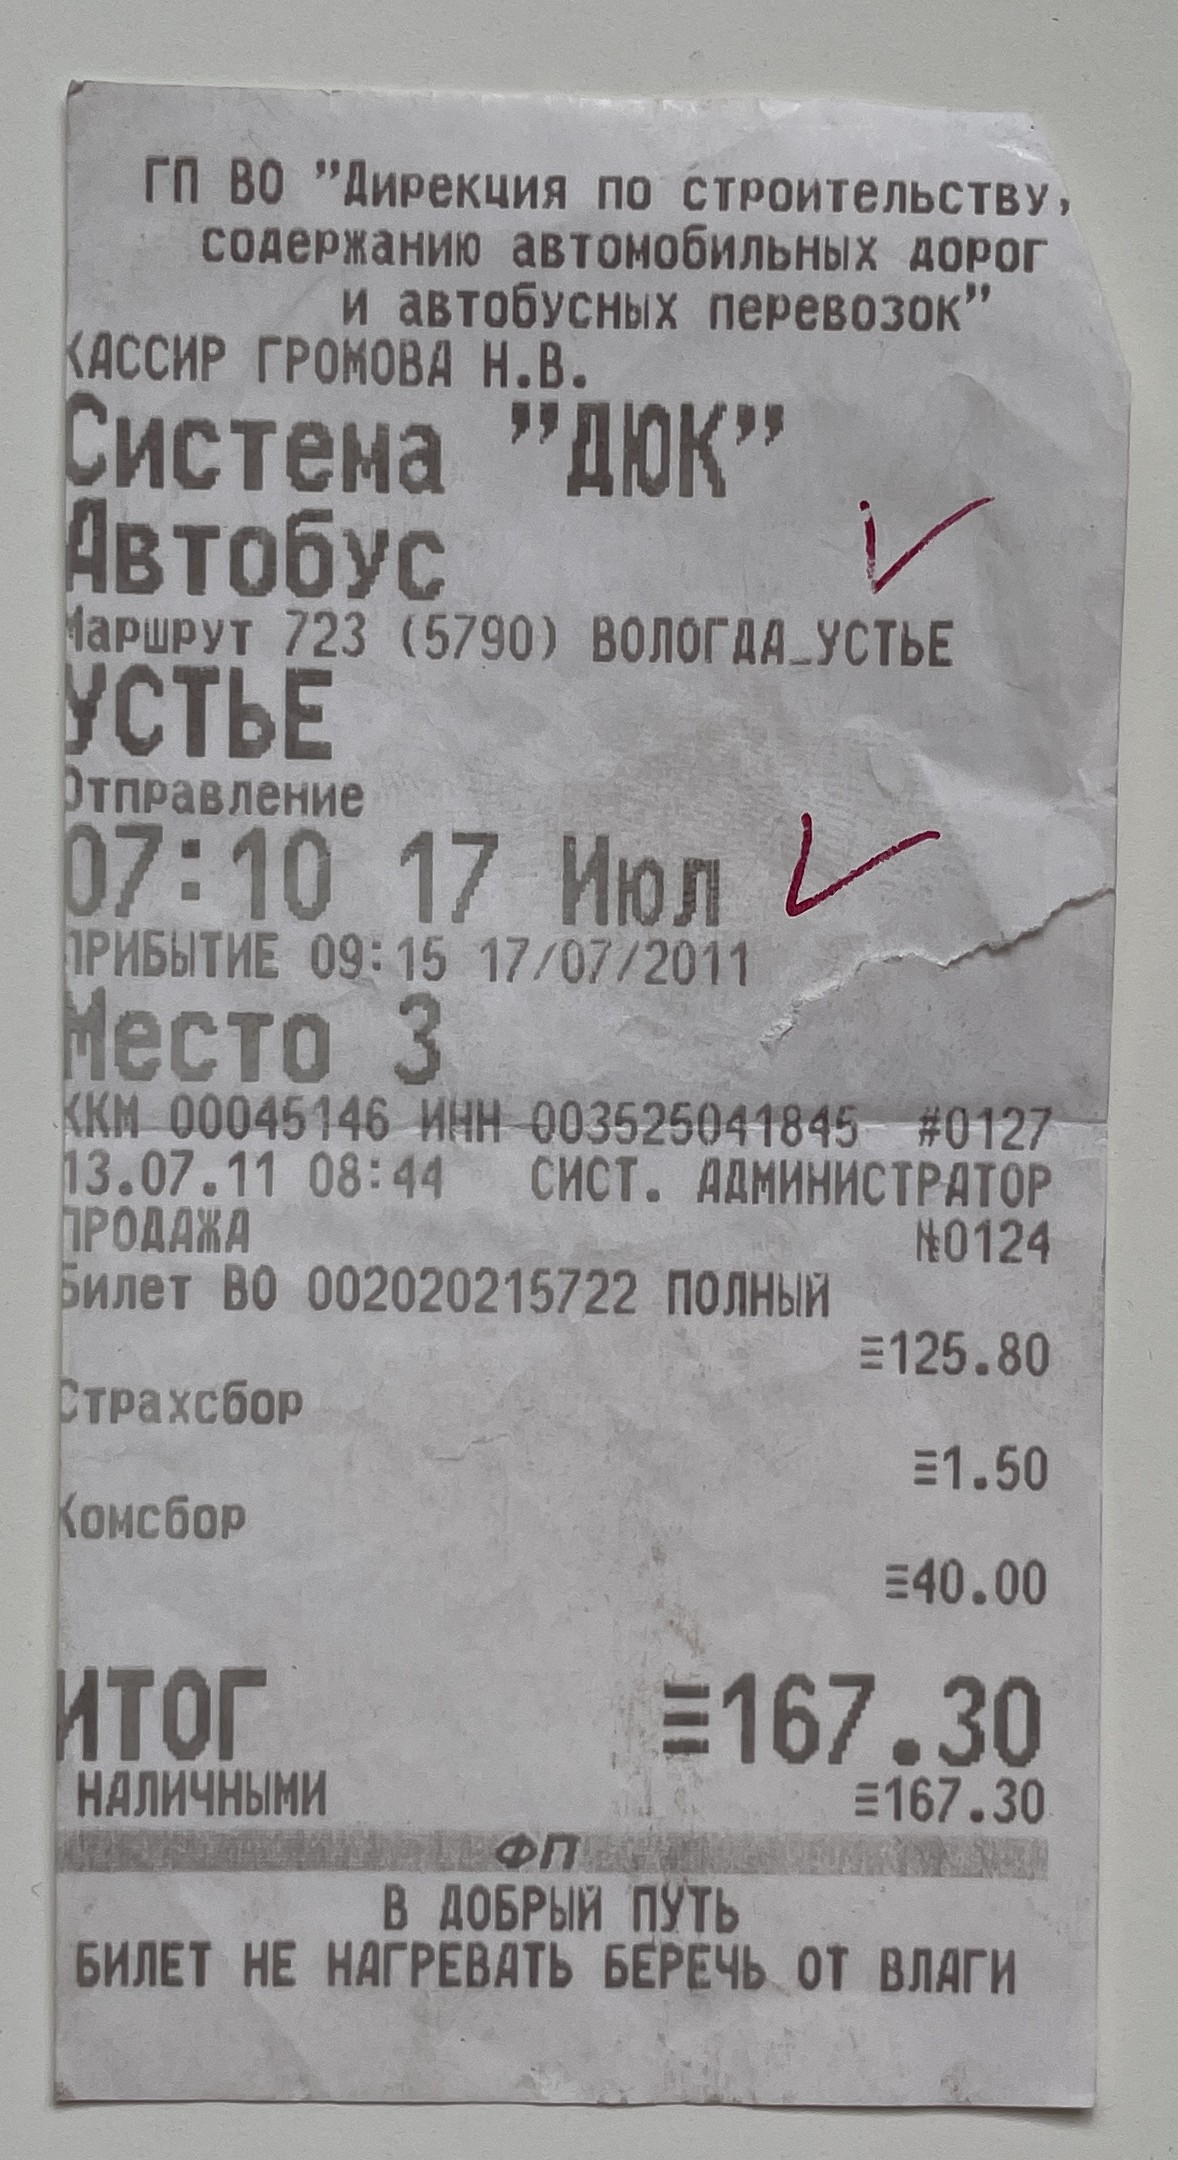 ГП ВО "Дирекция по строительству,
содержанию автомобильных дорог
и автобусных перевозок"
КАССИР ГРОМОВА Н.В.
Система "ДЮК"
Автобус
Маршрут 723 (5790) ВОЛОГДА_УСТЬЕ
УСТЬЕ
Отправление
07:10 17 Июл
ПРИБЫТИЕ 09:15 17/07/2011
Место 3
ККМ 00045146 ИНН 003525041845 #0127
13.07.11 08:44 СИСТ. АДМИНИСТРАТОР
ПРОДАЖА №0124
Билет ВО 002020215722 ПОЛНЫЙ
≡125.80
Страхсбор
≡1.50
Комсбор
≡40.00
ИТОГ ≡167.30
НАЛИЧНЫМИ ≡167.30
ФП
В ДОБРЫЙ ПУТЬ
БИЛЕТ НЕ НАГРЕВАТЬ БЕРЕЧЬ ОТ ВЛАГИ